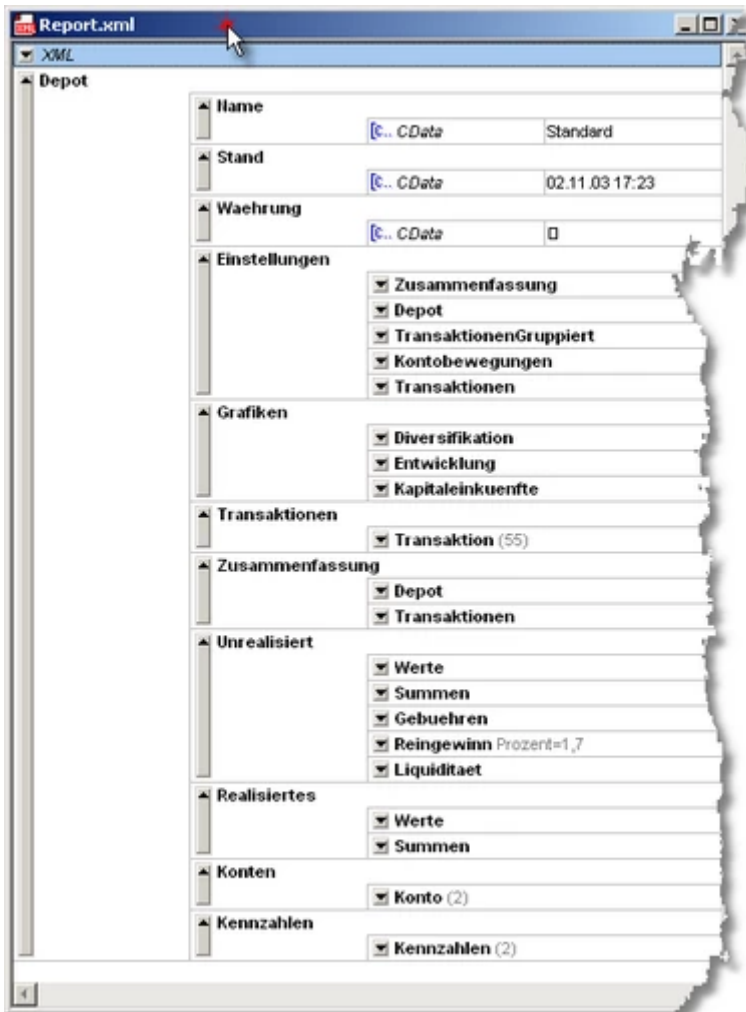 Report.xml
XML
Depot
Name
[c.. CData Standard
Stand
[c.. CData 02.11.03 17:23
Waehrung
[c.. CData
Einstellungen
Zusammenfassung
Depot
TransaktionenGruppiert
Kontobewegungen
Transaktionen
Grafiken
Diversifikation
Entwicklung
Kapitaleinkuenfte
Transaktionen
Transaktion (55)
Zusammenfassung
Depot
Transaktionen
Unrealisiert
Werte
Summen
Gebuehren
Reingewinn Prozent=1,7
Liquiditaet
Realisiertes
Werte
Summen
Konten
Konto (2)
Kennzahlen
Kennzahlen (2)